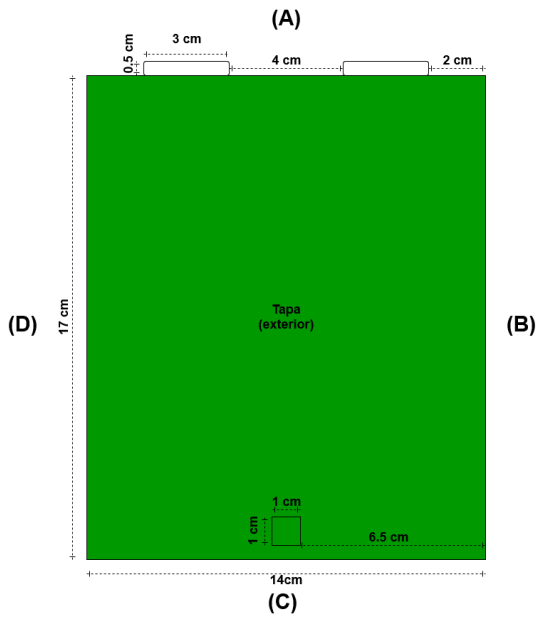 (A)
3 cm
0.5 cm
4 cm
2 cm
17 cm
(D)
Tapa
(exterior)
(B)
1 cm
1 cm
6.5 cm
14cm
(C)